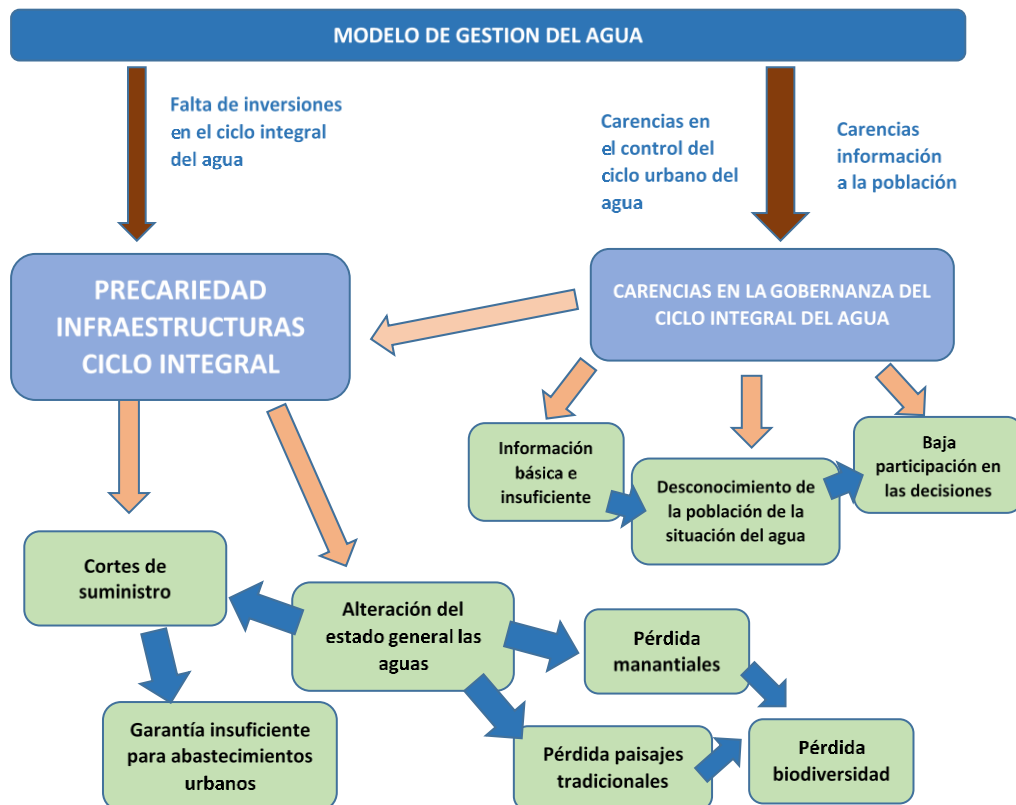 MODELO DE GESTION DEL AGUA
Falta de inversiones
en el ciclo integral
del agua
Carencias en
el control del
ciclo urbano del
agua
Carencias
información
a la población
PRECARIEDAD
INFRAESTRUCTURAS
CICLO INTEGRAL
CARENCIAS EN LA GOBERNANZA DEL
CICLO INTEGRAL DEL AGUA
Información
básica e
insuficiente
Desconocimiento de
la población de la
situación del agua
Baja
participación en
las decisiones
Cortes de
suministro
Alteración del
estado general las
aguas
Pérdida
manantiales
Garantía insuficiente
para abastecimientos
urbanos
Pérdida paisajes
tradicionales
Pérdida
biodiversidad